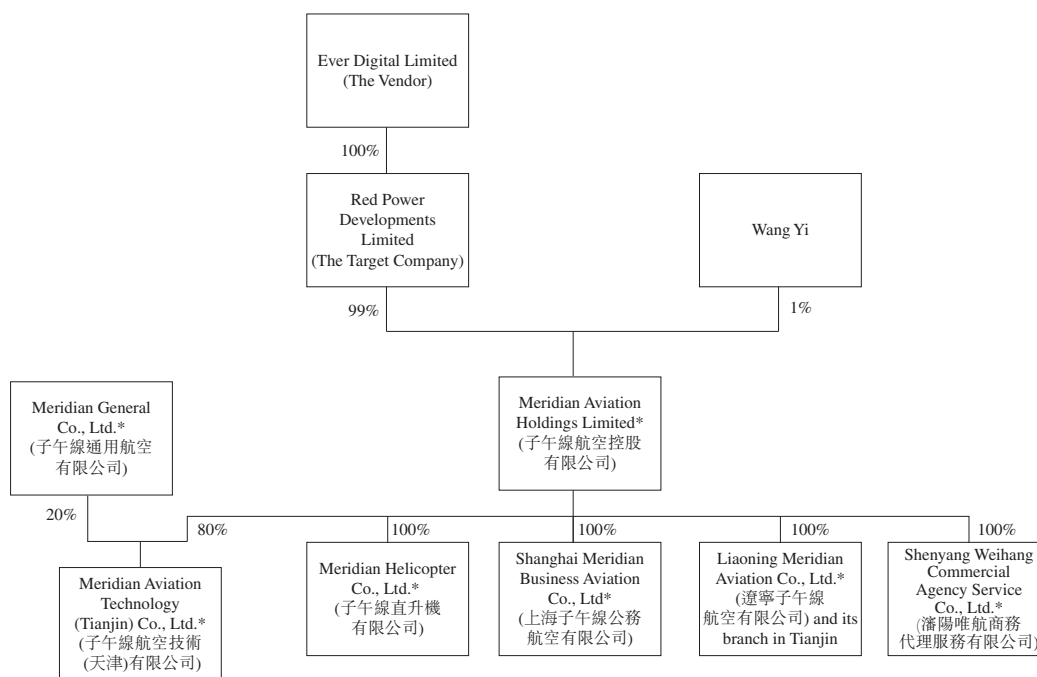 Ever Digital Limited
(The Vendor)
100%
Red Power
Developments
Limited
(The Target Company)
Wang Yi
99%
1%
Meridian General
Co., Ltd.*
(子午線通用航空
有限公司)
Meridian Aviation
Holdings Limited*
(子午線航空控股
有限公司)
20%
80%
100%
100%
100%
100%
Meridian Aviation
Technology
(Tianjin) Co., Ltd.*
(子午線航空技術
(天津)有限公司)
Meridian Helicopter
Co., Ltd.*
(子午線直升機
有限公司)
Shanghai Meridian
Business Aviation
Co., Ltd*
(上海子午線公務
航空有限公司)
Liaoning Meridian
Aviation Co., Ltd.*
(遼寧子午線
航空有限公司) and its
branch in Tianjin
Shenyang Weihang
Commercial
Agency Service
Co., Ltd.*
(瀋陽唯航商務
代理服務有限公司)